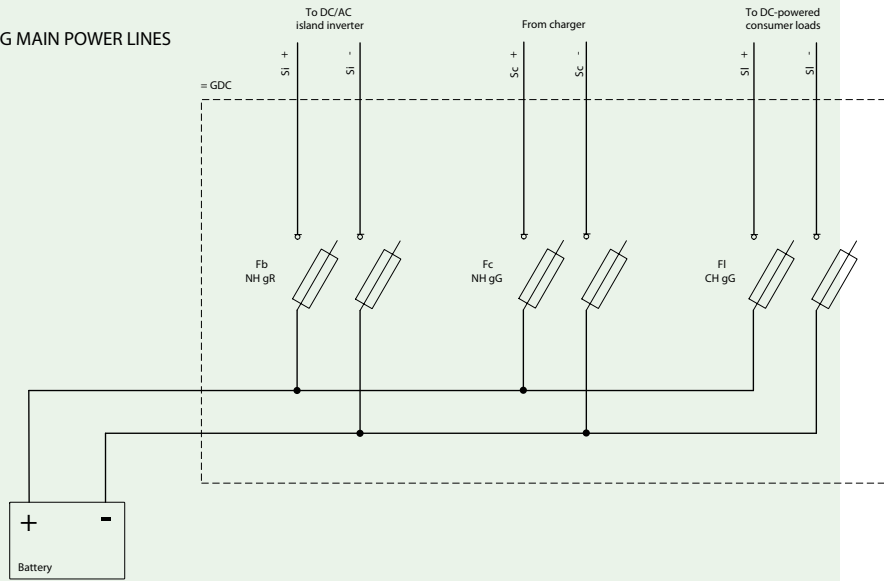 G MAIN POWER LINES
To DC/AC
island inverter
From charger
To DC-powered
consumer loads
Si +
Si -
Sc +
Sc -
Sl +
Sl -
= GDC
Fb
NH gR
Fc
NH gG
Fl
CH gG
+ -
Battery